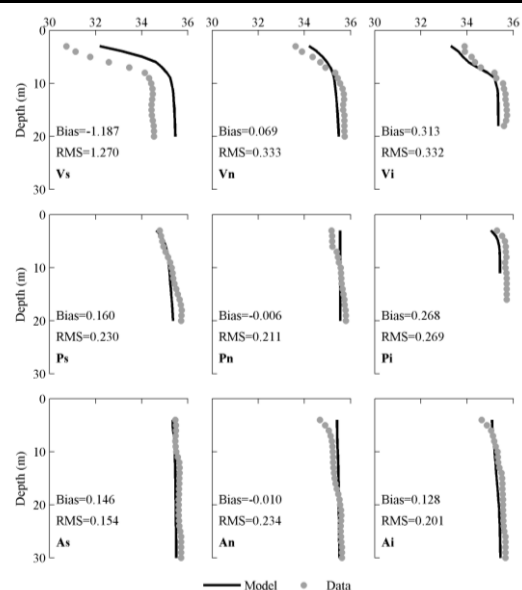 32 34 36 32 34 36 32 34 36
0
10
20
30
Depth (m)
Bias=-1.187
RMS=1.270
Vs
Bias=0.069
RMS=0.333
Vn
Bias=0.313
RMS=0.332
Vi
0
10
20
30
Depth (m)
Bias=0.160
RMS=0.230
Ps
Bias=-0.006
RMS=0.211
Pn
Bias=0.268
RMS=0.269
Pi
0
10
20
30
Depth (m)
Bias=0.146
RMS=0.154
As
Bias=-0.010
RMS=0.234
An
Bias=0.128
RMS=0.201
Ai
Model Data